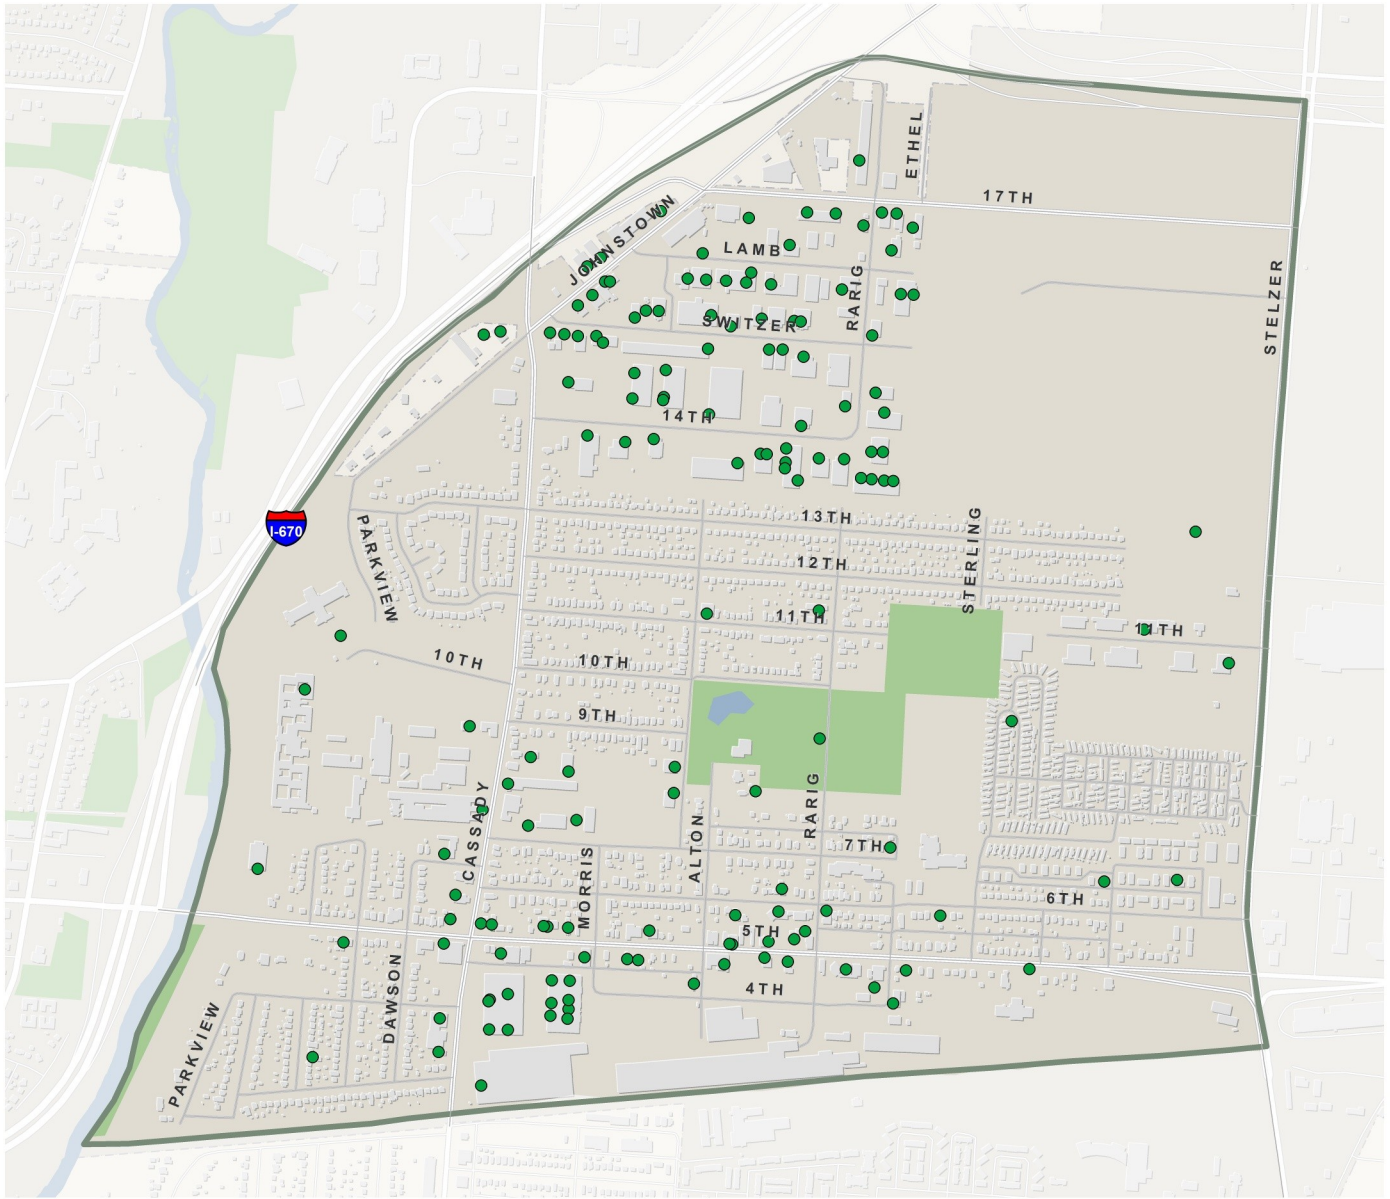 ETHEL
17TH
JOHNSTOWN
LAMB
RARIG
STELZER
SWITZER
14TH
I-670
PARKVIEW
13TH
STERLING
12TH
11TH
11TH
10TH
10TH
9TH
CASSADY
RARIG
ALTON
7TH
MORRIS
6TH
5TH
DAWSON
4TH
PARKVIEW